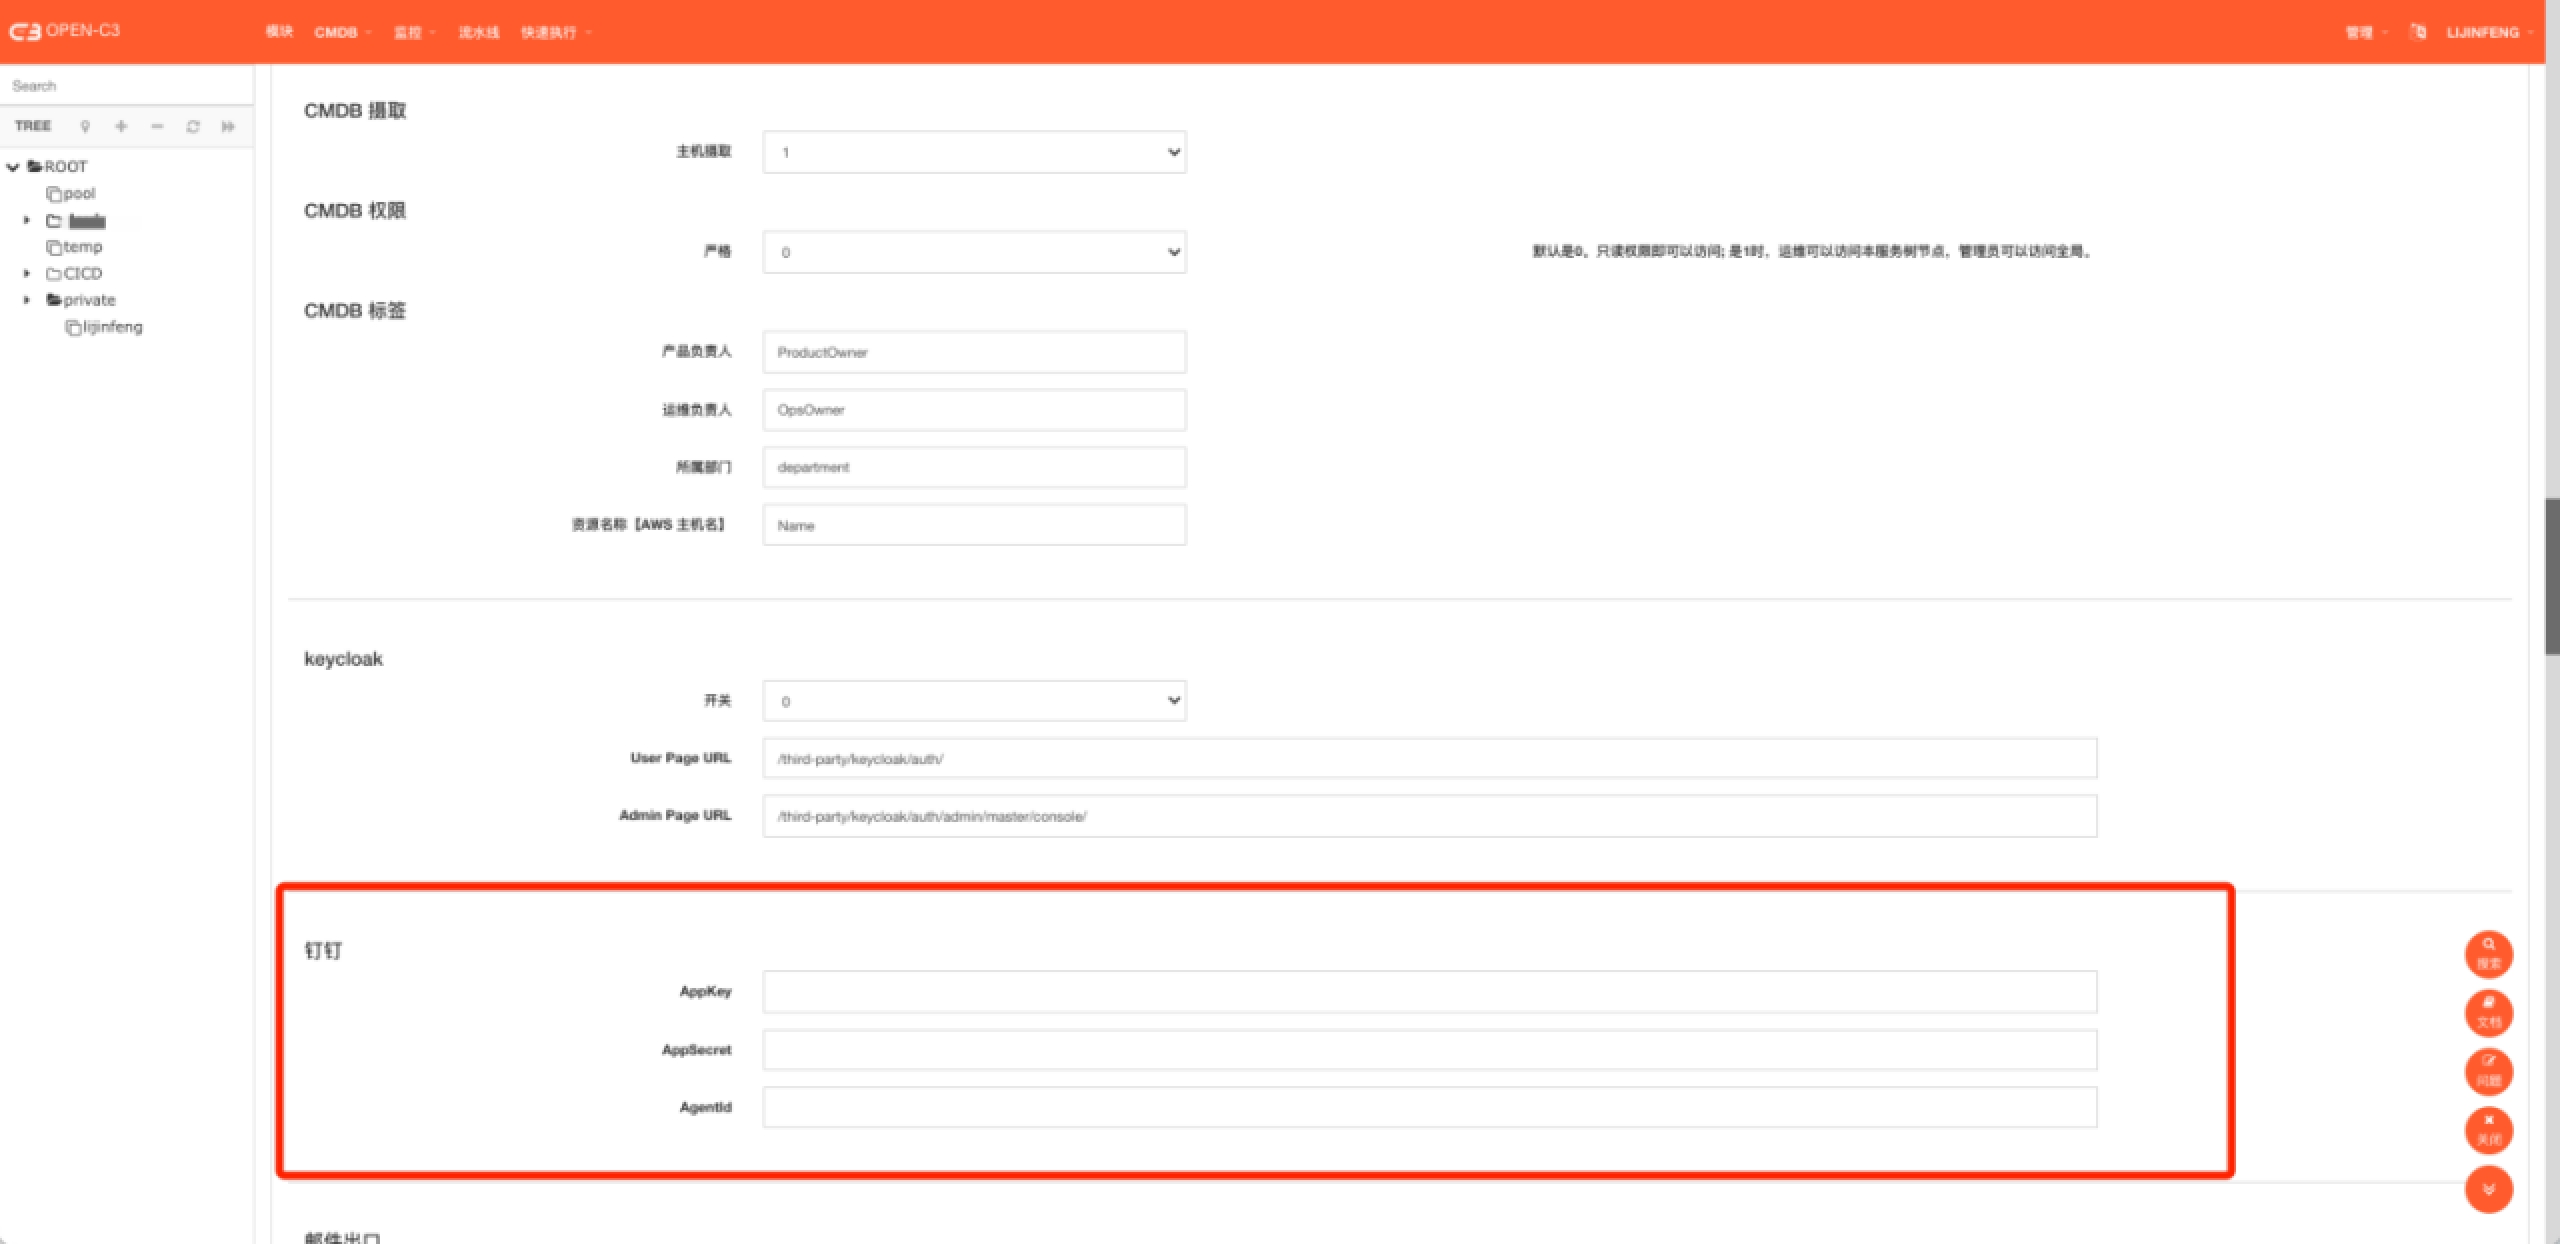 OPEN-C3 模块 CMDB 监控 流水线 快速执行 管理 LIJINFENG
Search
TREE
ROOT
pool
temp
CICD
private
lijinfeng
CMDB 摄取
主机摄取 1
CMDB 权限
严格 0 默认是0。只读权限即可以访问; 是1时，运维可以访问本服务树节点，管理员可以访问全局。
CMDB 标签
产品负责人 ProductOwner
运维负责人 OpsOwner
所属部门 department
资源名称【AWS 主机名】 Name
keycloak
开关 0
User Page URL /third-party/keycloak/auth/
Admin Page URL /third-party/keycloak/auth/admin/master/console/
钉钉
AppKey
AppSecret
AgentId
搜索
文档
问题
关闭
邮件出口